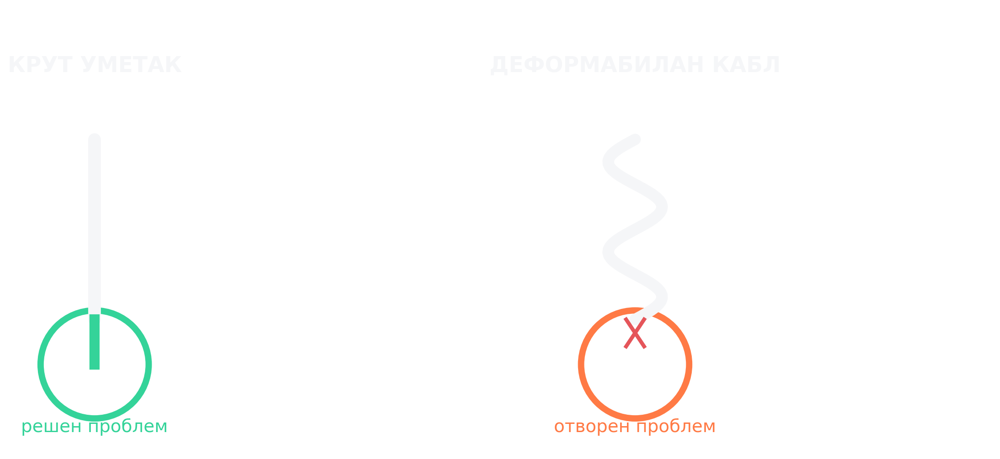 КРУТ УМЕТАК
ДЕФОРМАБИЛАН КАБЛ
решен проблем
отворен проблем